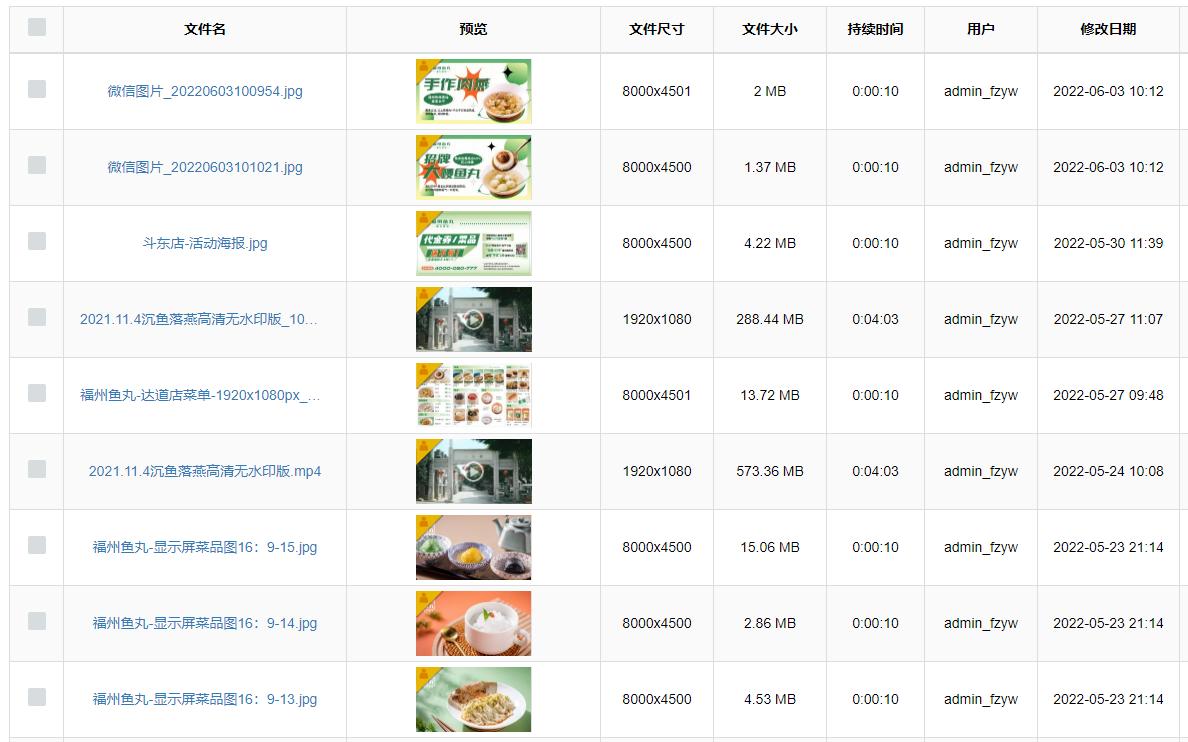 文件名 预览 文件尺寸 文件大小 持续时间 用户 修改日期
微信图片_20220603100954.jpg 手作肉燕 8000x4501 2 MB 0:00:10 admin_fzyw 2022-06-03 10:12
微信图片_20220603101021.jpg 招牌 大鳗鱼丸 8000x4500 1.37 MB 0:00:10 admin_fzyw 2022-06-03 10:12
斗东店-活动海报.jpg 代金券/菜品 4000-080-777 8000x4500 4.22 MB 0:00:10 admin_fzyw 2022-05-30 11:39
2021.11.4沉鱼落燕高清无水印版_10... 1920x1080 288.44 MB 0:04:03 admin_fzyw 2022-05-27 11:07
福州鱼丸-达道店菜单-1920x1080px_... 8000x4501 13.72 MB 0:00:10 admin_fzyw 2022-05-27 09:48
2021.11.4沉鱼落燕高清无水印版.mp4 1920x1080 573.36 MB 0:04:03 admin_fzyw 2022-05-24 10:08
福州鱼丸-显示屏菜品图16：9-15.jpg 8000x4500 15.06 MB 0:00:10 admin_fzyw 2022-05-23 21:14
福州鱼丸-显示屏菜品图16：9-14.jpg 8000x4500 2.86 MB 0:00:10 admin_fzyw 2022-05-23 21:14
福州鱼丸-显示屏菜品图16：9-13.jpg 8000x4500 4.53 MB 0:00:10 admin_fzyw 2022-05-23 21:14